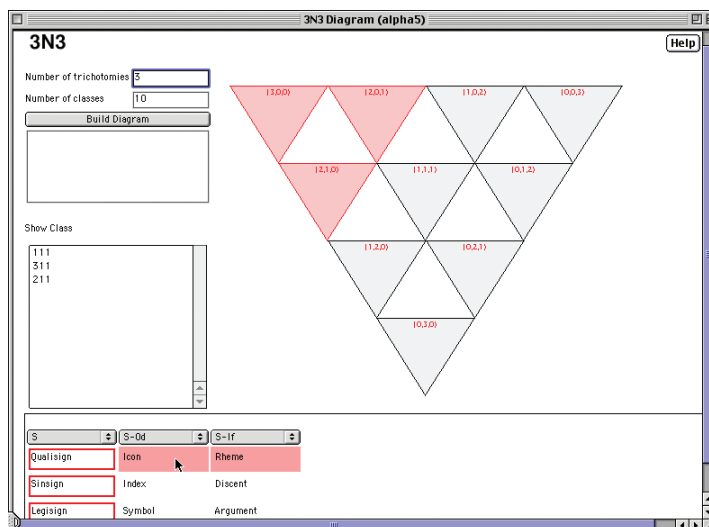 3N3 Diagram (alpha5)
3N3
Help
Number of trichotomies 3
Number of classes 10
Build Diagram
Show Class
111
311
211
(3,0,0) (2,0,1) (1,0,2) (0,0,3)
(2,1,0) (1,1,1) (0,1,2)
(1,2,0) (0,2,1)
(0,3,0)
S S-Od S-If
Qualisign Icon Rheme
Sinsign Index Discent
Legisign Symbol Argument